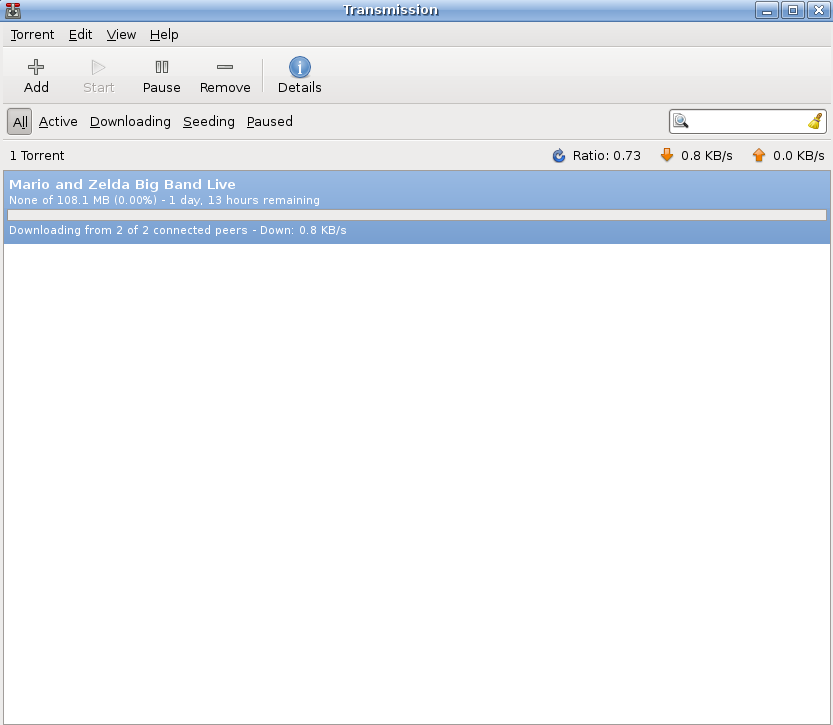 Transmission
Torrent Edit View Help
Add Start Pause Remove Details
All Active Downloading Seeding Paused
1 Torrent Ratio: 0.73 0.8 KB/s 0.0 KB/s
Mario and Zelda Big Band Live
None of 108.1 MB (0.00%) - 1 day, 13 hours remaining
Downloading from 2 of 2 connected peers - Down: 0.8 KB/s